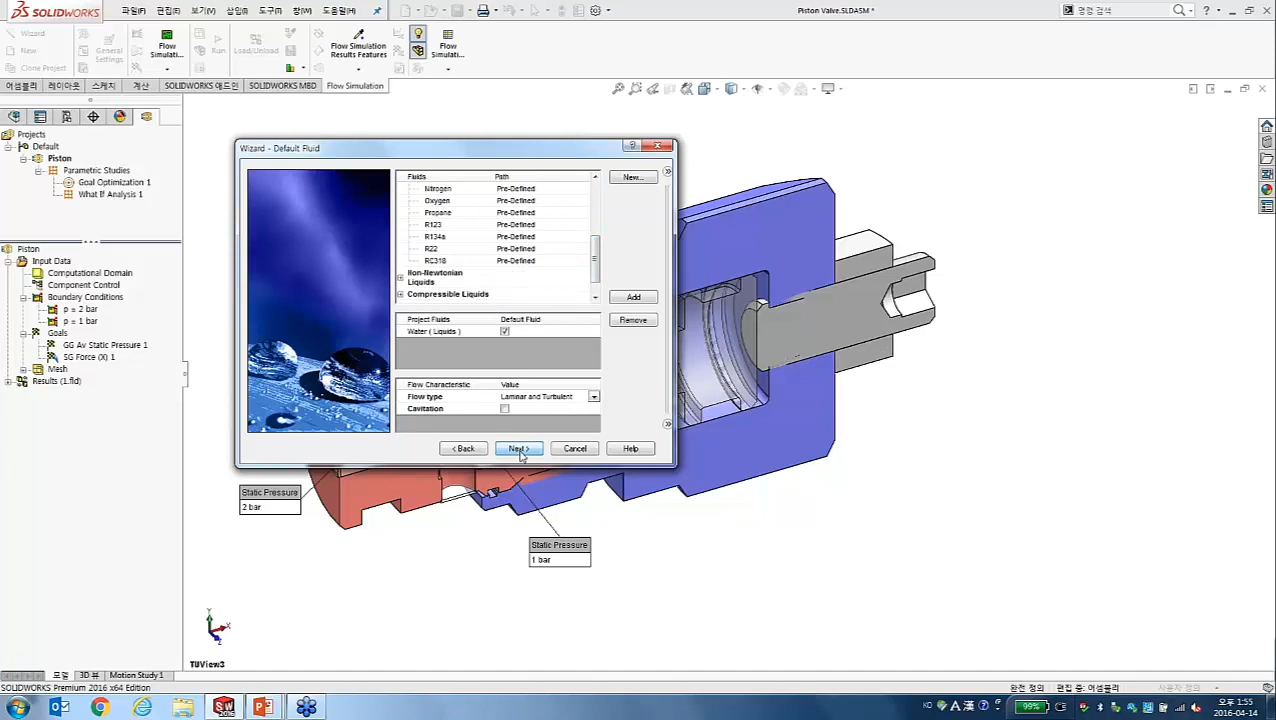 SOLIDWORKS
파일(F) 편집(E) 보기(V) 삽입(I) 도구(T) 창(W) 도움말(H)
Piston Valve.SLDASM *
명령 검색
Wizard
New
Clone Project
General Settings
Flow Simulati...
Run
Load/Unload
Flow Simulation Results Features
Flow Simulati...
어셈블리 레이아웃 스케치 계산 SOLIDWORKS 애드인 SOLIDWORKS MBD Flow Simulation
Projects
Default
Piston
Parametric Studies
Goal Optimization 1
What If Analysis 1
Piston
Input Data
Computational Domain
Component Control
Boundary Conditions
p = 2 bar
p = 1 bar
Goals
GG Av Static Pressure 1
SG Force (X) 1
Mesh
Results (1.fld)
Wizard - Default Fluid
Fluids Path
Nitrogen Pre-Defined
Oxygen Pre-Defined
Propane Pre-Defined
R123 Pre-Defined
R134a Pre-Defined
R22 Pre-Defined
RC318 Pre-Defined
Non-Newtonian Liquids
Compressible Liquids
New...
Add
Project Fluids Default Fluid
Remove
Water ( Liquids )
Flow Characteristic Value
Flow type Laminar and Turbulent
Cavitation
< Back Next > Cancel Help
Static Pressure
2 bar
Static Pressure
1 bar
Y
X
Z
TUView3
모델 3D 뷰 Motion Study 1
SOLIDWORKS Premium 2016 x64 Edition
완전 정의 편집 중: 어셈블리 사용자 정의
99%
오후 1:55
2016-04-14